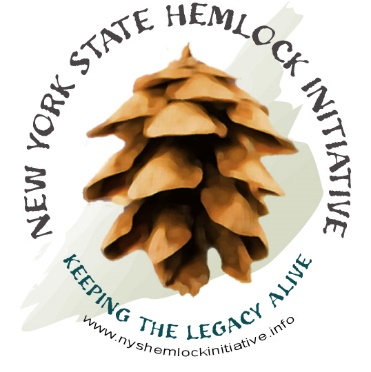 NEW YORK STATE HEMLOCK INITIATIVE
KEEPING THE LEGACY ALIVE
www.nyshemlockinitiative.info